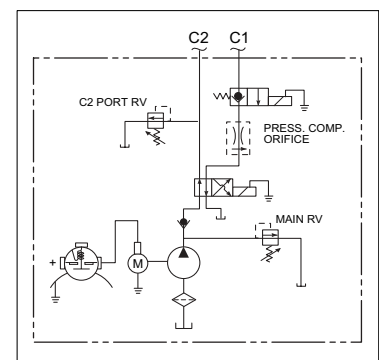 C2 C1
C2 PORT RV
PRESS. COMP.
ORIFICE
MAIN RV
+
M